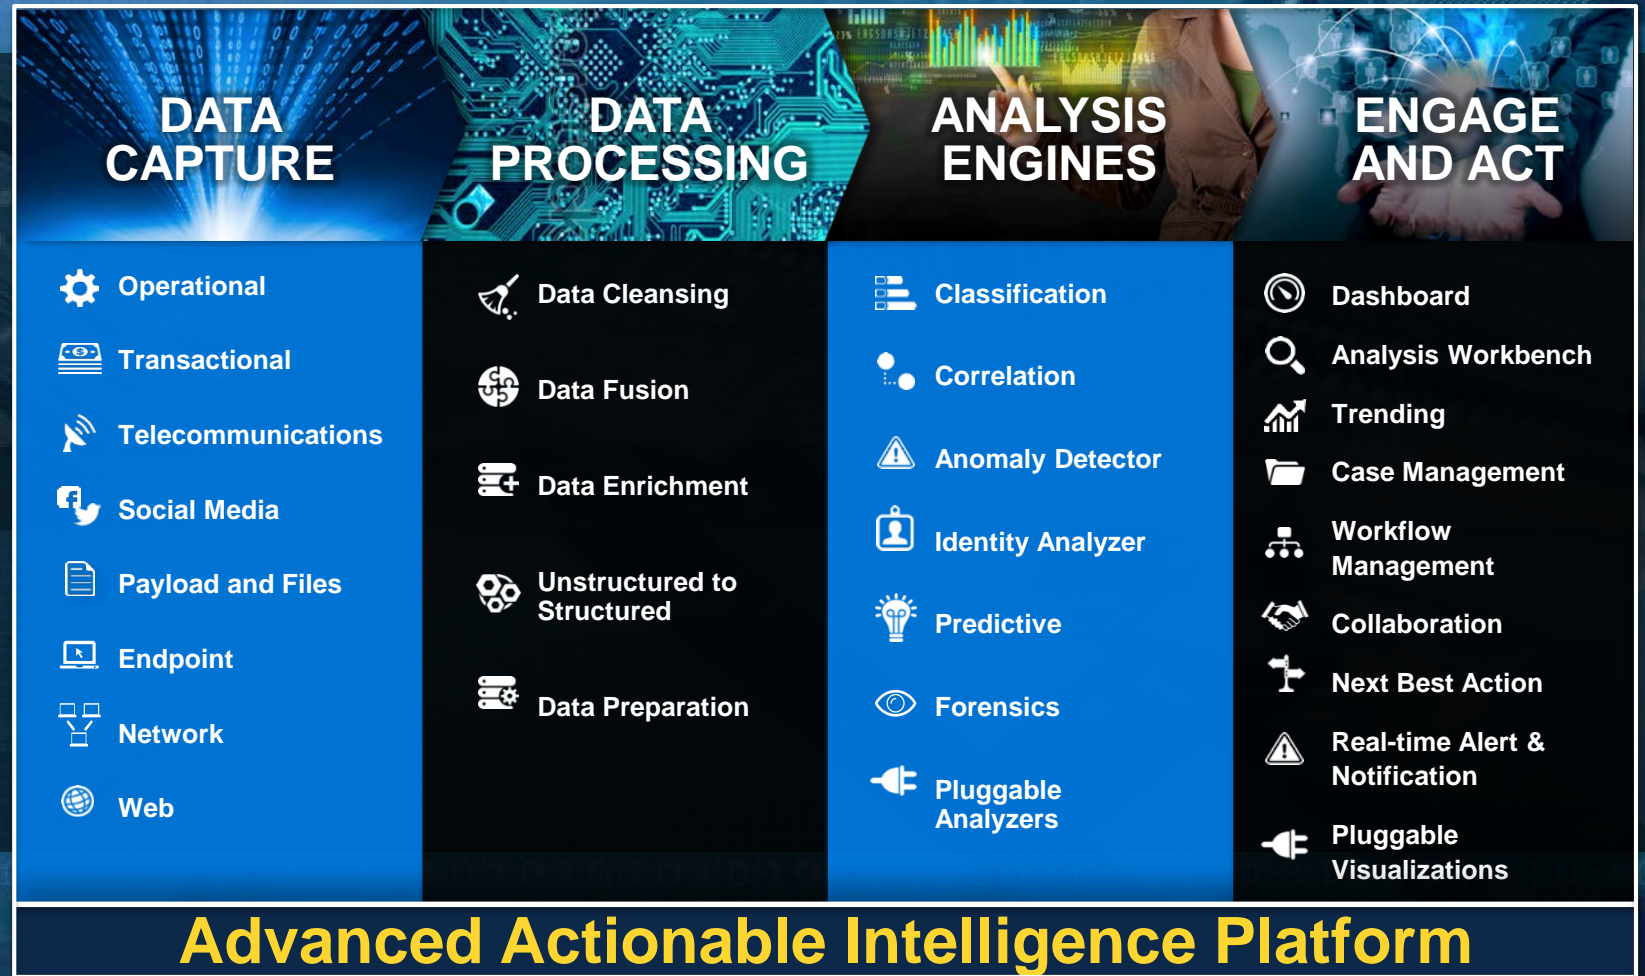 DATA
CAPTURE
DATA
PROCESSING
ANALYSIS
ENGINES
ENGAGE
AND ACT
Operational
Transactional
Telecommunications
Social Media
Payload and Files
Endpoint
Network
Web
Data Cleansing
Data Fusion
Data Enrichment
Unstructured to
Structured
Data Preparation
Classification
Correlation
Anomaly Detector
Identity Analyzer
Predictive
Forensics
Pluggable
Analyzers
Dashboard
Analysis Workbench
Trending
Case Management
Workflow
Management
Collaboration
Next Best Action
Real-time Alert &
Notification
Pluggable
Visualizations
Advanced Actionable Intelligence Platform